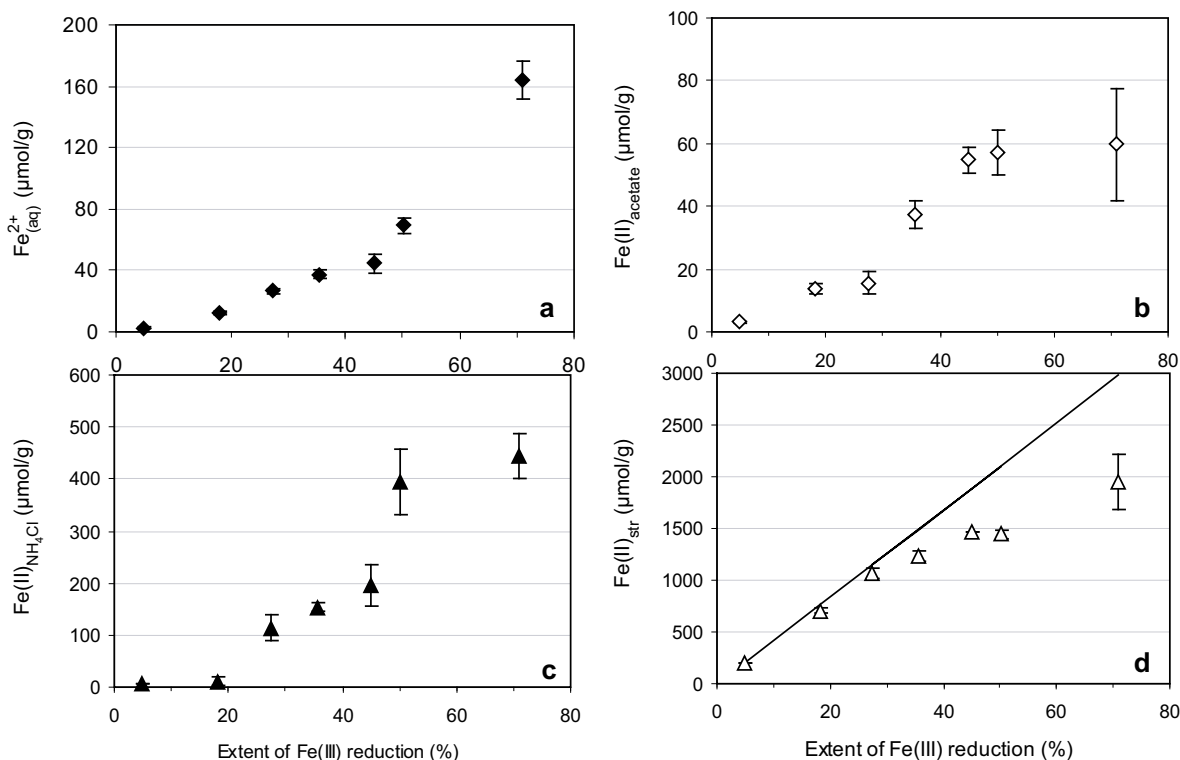 200
160
120
80
40
0
Fe2+(aq) (µmol/g)
0 20 40 60 80
a
100
80
60
40
20
0
Fe(II)acetate (µmol/g)
0 20 40 60 80
b
600
500
400
300
200
100
0
Fe(II)NH4Cl (µmol/g)
0 20 40 60 80
Extent of Fe(III) reduction (%)
c
3000
2500
2000
1500
1000
500
0
Fe(II)str (µmol/g)
0 20 40 60 80
Extent of Fe(III) reduction (%)
d